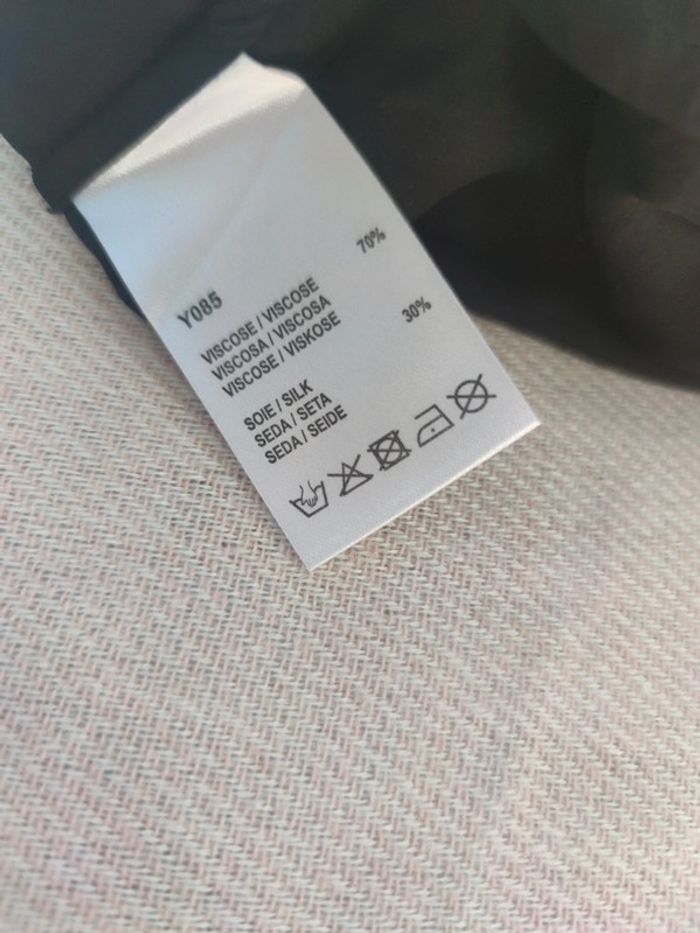 Y085
VISCOSE / VISCOSE 70%
VISCOSA / VISCOSA
VISCOSE / VISKOSE
SOIE / SILK 30%
SEDA / SETA
SEDA / SEIDE